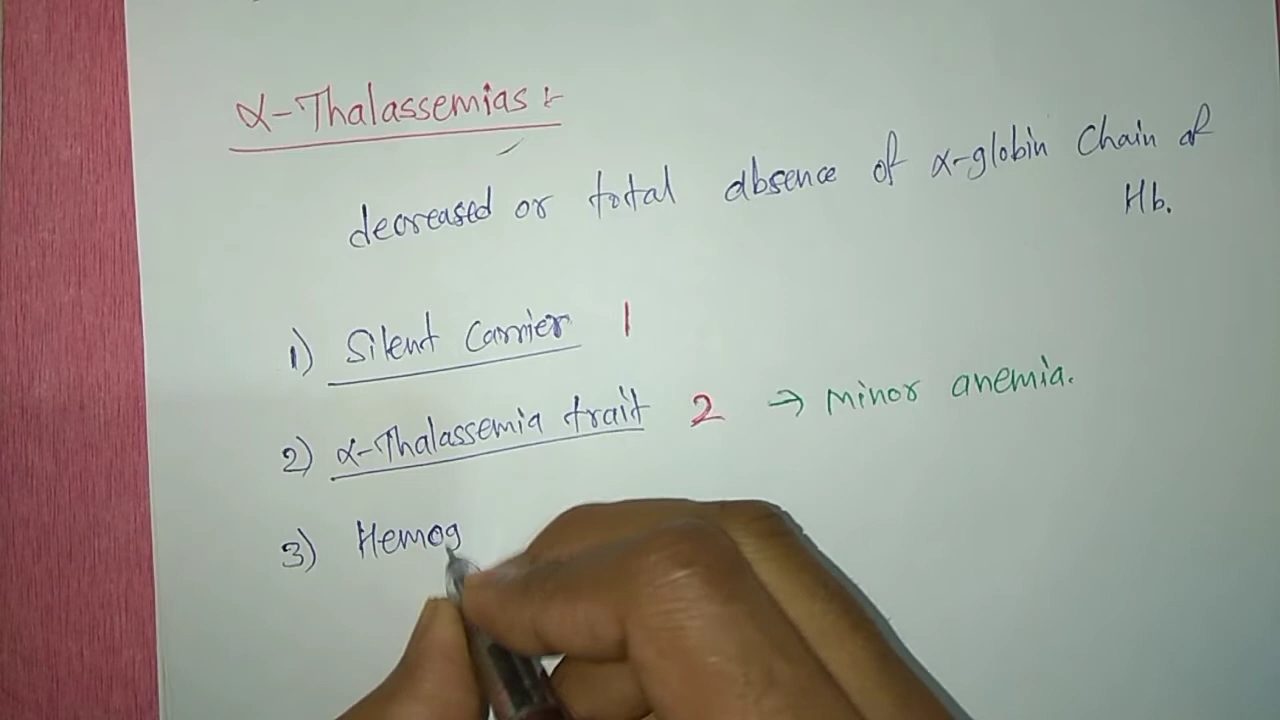 α-Thalassemias :-
decreased or total absence of α-globin Chain of
Hb.
1) Silent Carrier 1
2) α-Thalassemia trait 2 → Minor anemia.
3) Hemog